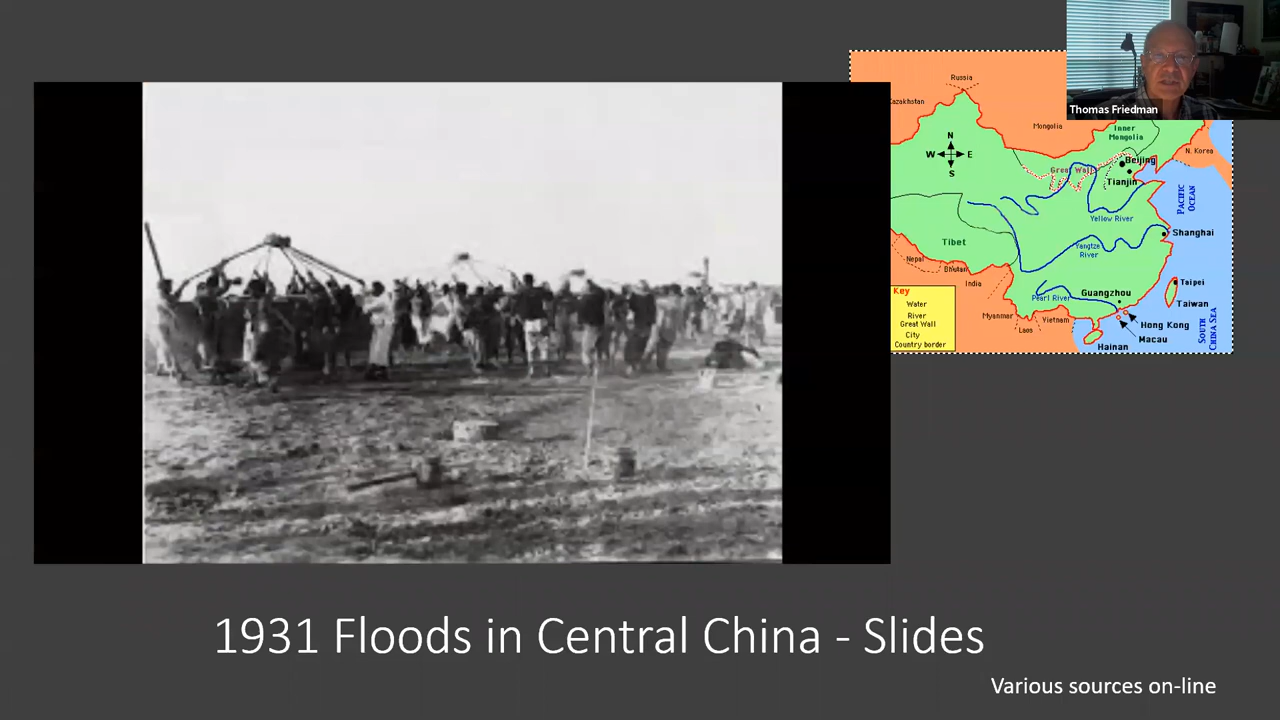 Russia
Kazakhstan
Mongolia
Inner
Mongolia
N. Korea
N
W
E
S
Great Wall
Beijing
Tianjin
PACIFIC
OCEAN
Yellow River
Shanghai
Tibet
Yangtze
River
Nepal
Bhutan
India
Key
Water
River
Great Wall
City
Country border
Pearl River
Guangzhou
Taipei
Taiwan
Myanmar
Laos
Vietnam
Hong Kong
Macau
Hainan
SOUTH
CHINA SEA
Thomas Friedman
1931 Floods in Central China - Slides
Various sources on-line